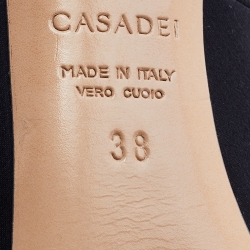 CASADEI
MADE IN ITALY
VERO CUOIO
38